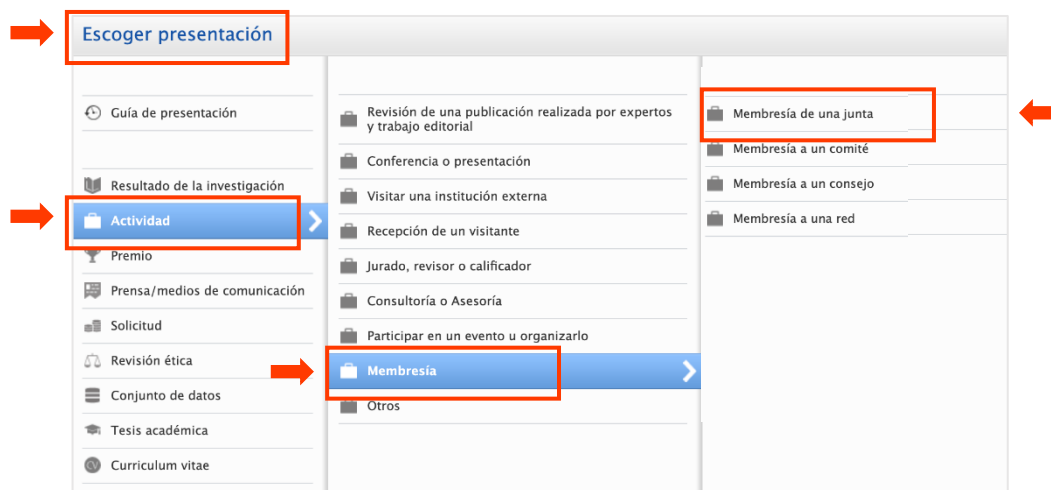 Escoger presentación
Guía de presentación
Resultado de la investigación
Actividad
Premio
Prensa/medios de comunicación
Solicitud
Revisión ética
Conjunto de datos
Tesis académica
Curriculum vitae
Revisión de una publicación realizada por expertos
y trabajo editorial
Conferencia o presentación
Visitar una institución externa
Recepción de un visitante
Jurado, revisor o calificador
Consultoría o Asesoría
Participar en un evento u organizarlo
Membresía
Otros
Membresía de una junta
Membresía a un comité
Membresía a un consejo
Membresía a una red